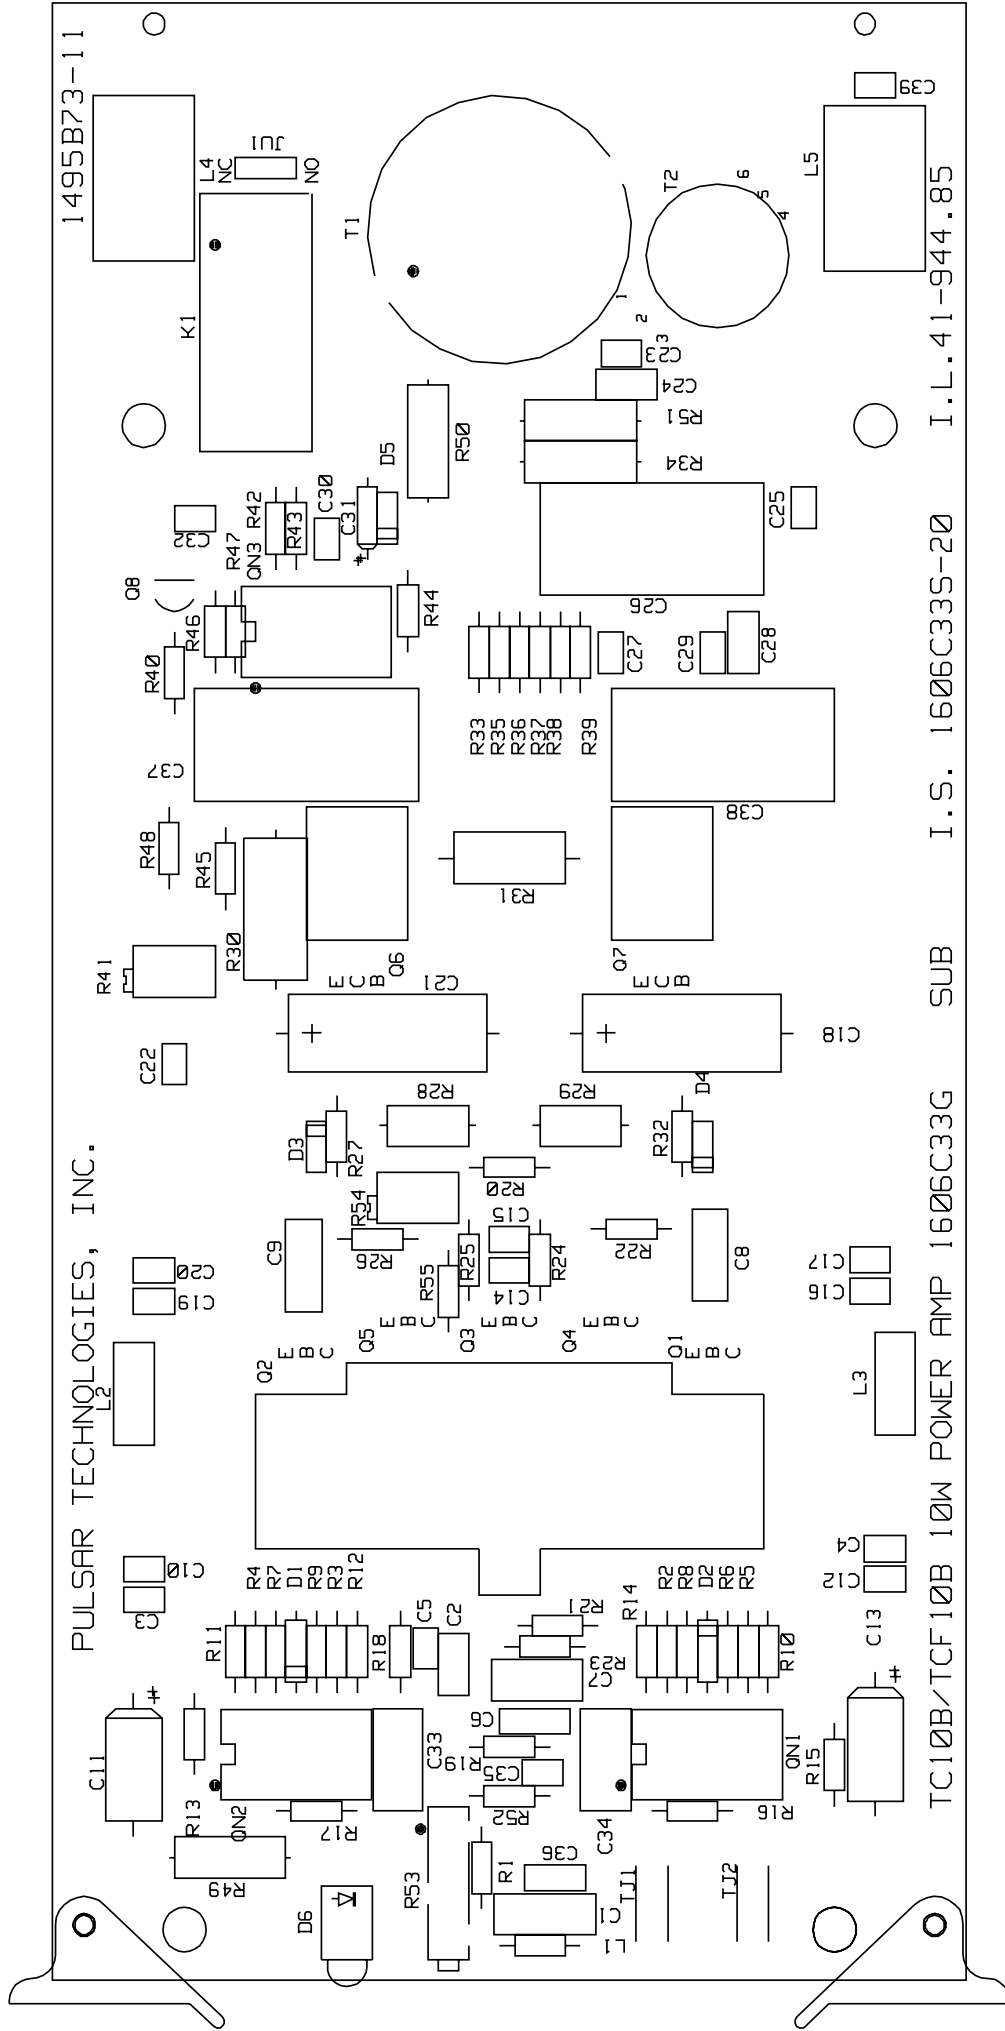 1495B73-11
C39
JU1
L4
NC
NO
L5
T2
6
5
4
T1
K1
1
2
3
C23
C24
R51
R34
I.L.41-944.85
D5
R50
C30
C31
+
R42
R43
C32
R47
QN3
C25
Q8
R46
R44
C26
R40
C27
C29
C28
R33
R35
R36
R37
R38
R39
C37
C38
I.S. 1606C33S-20
R48
R45
R31
R30
R41
Q6
Q7
E C B
E C B
C21
+
+
C18
SUB
C22
R28
R29
D4
D3
R27
R32
R20
R54
C15
R26
R25
R24
R22
C9
C8
R55
C14
C20
C19
C17
C16
PULSAR TECHNOLOGIES, INC.
Q5
E B C
Q3
E B C
Q4
E B C
Q2
E B C
Q1
E B C
L2
L3
TC10B/TCF10B 10W POWER AMP 1606C33G
C4
C12
C10
C3
R4
R7
D1
R9
R3
R12
R2
R8
D2
R6
R5
R14
R11
R18
C5
C2
R21
R23
C7
R10
C13
+
+
C11
C6
C33
R19
C35
QN1
R15
R13
QN2
R17
R52
R16
C34
R49
R53
R1
C36
TJ1
TJ2
D6
C1
L1